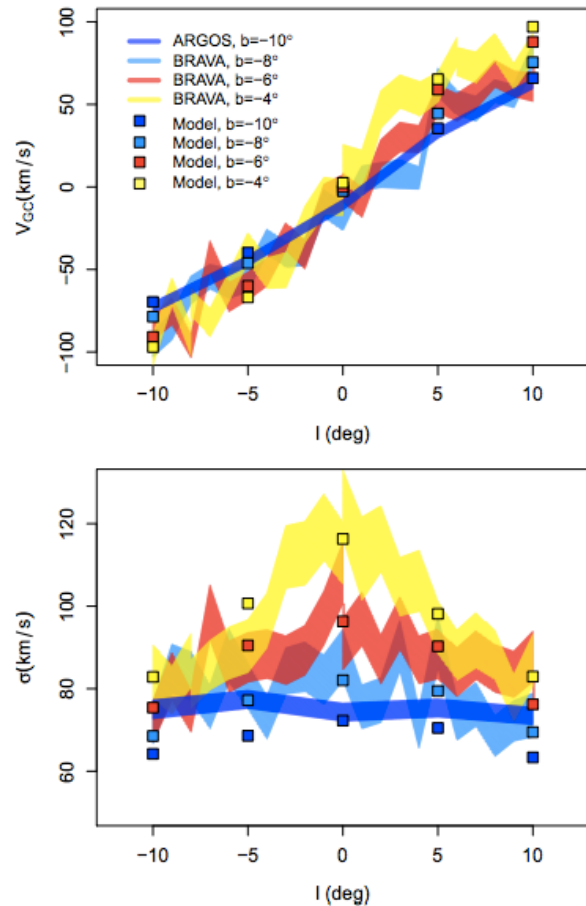 100
50
0
−50
−100
V_GC(km/s)
ARGOS, b=−10°
BRAVA, b=−8°
BRAVA, b=−6°
BRAVA, b=−4°
Model, b=−10°
Model, b=−8°
Model, b=−6°
Model, b=−4°
−10 −5 0 5 10
l (deg)
120
100
80
60
σ(km/s)
−10 −5 0 5 10
l (deg)